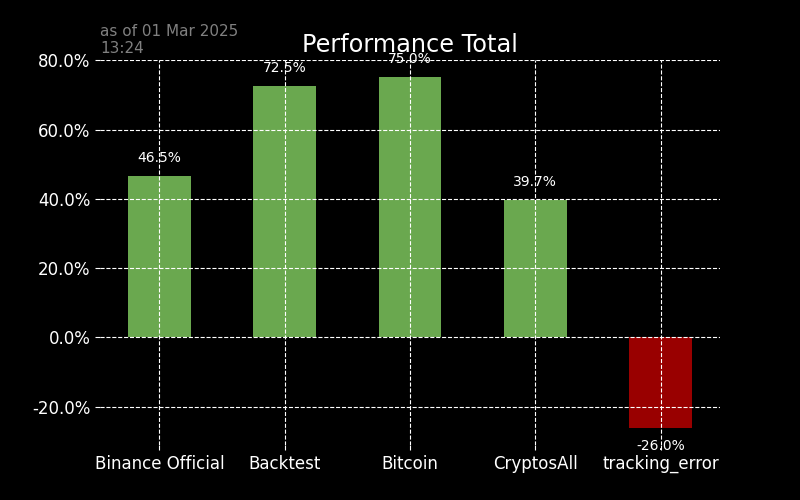 as of 01 Mar 2025
13:24
Performance Total
80.0%
60.0%
40.0%
20.0%
0.0%
-20.0%
46.5%
72.5%
75.0%
39.7%
-26.0%
Binance Official
Backtest
Bitcoin
CryptosAll
tracking_error